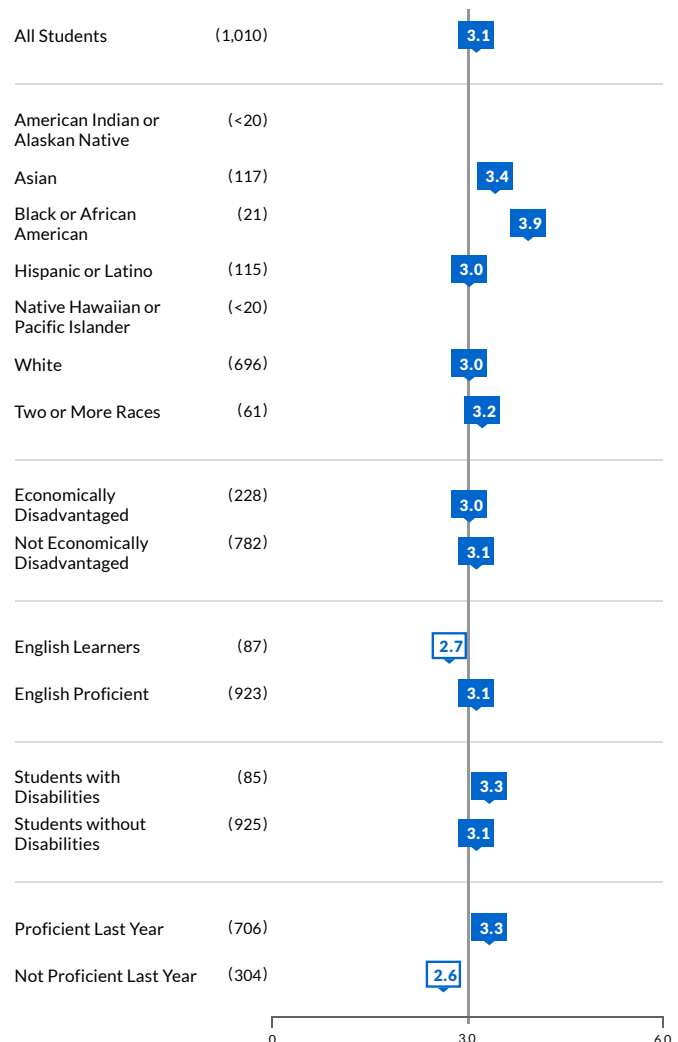 All Students (1,010) 3.1
American Indian or (<20)
Alaskan Native
Asian (117) 3.4
Black or African (21) 3.9
American
Hispanic or Latino (115) 3.0
Native Hawaiian or (<20)
Pacific Islander
White (696) 3.0
Two or More Races (61) 3.2
Economically (228) 3.0
Disadvantaged
Not Economically (782) 3.1
Disadvantaged
English Learners (87) 2.7
English Proficient (923) 3.1
Students with (85) 3.3
Disabilities
Students without (925) 3.1
Disabilities
Proficient Last Year (706) 3.3
Not Proficient Last Year (304) 2.6
0 3.0 6.0